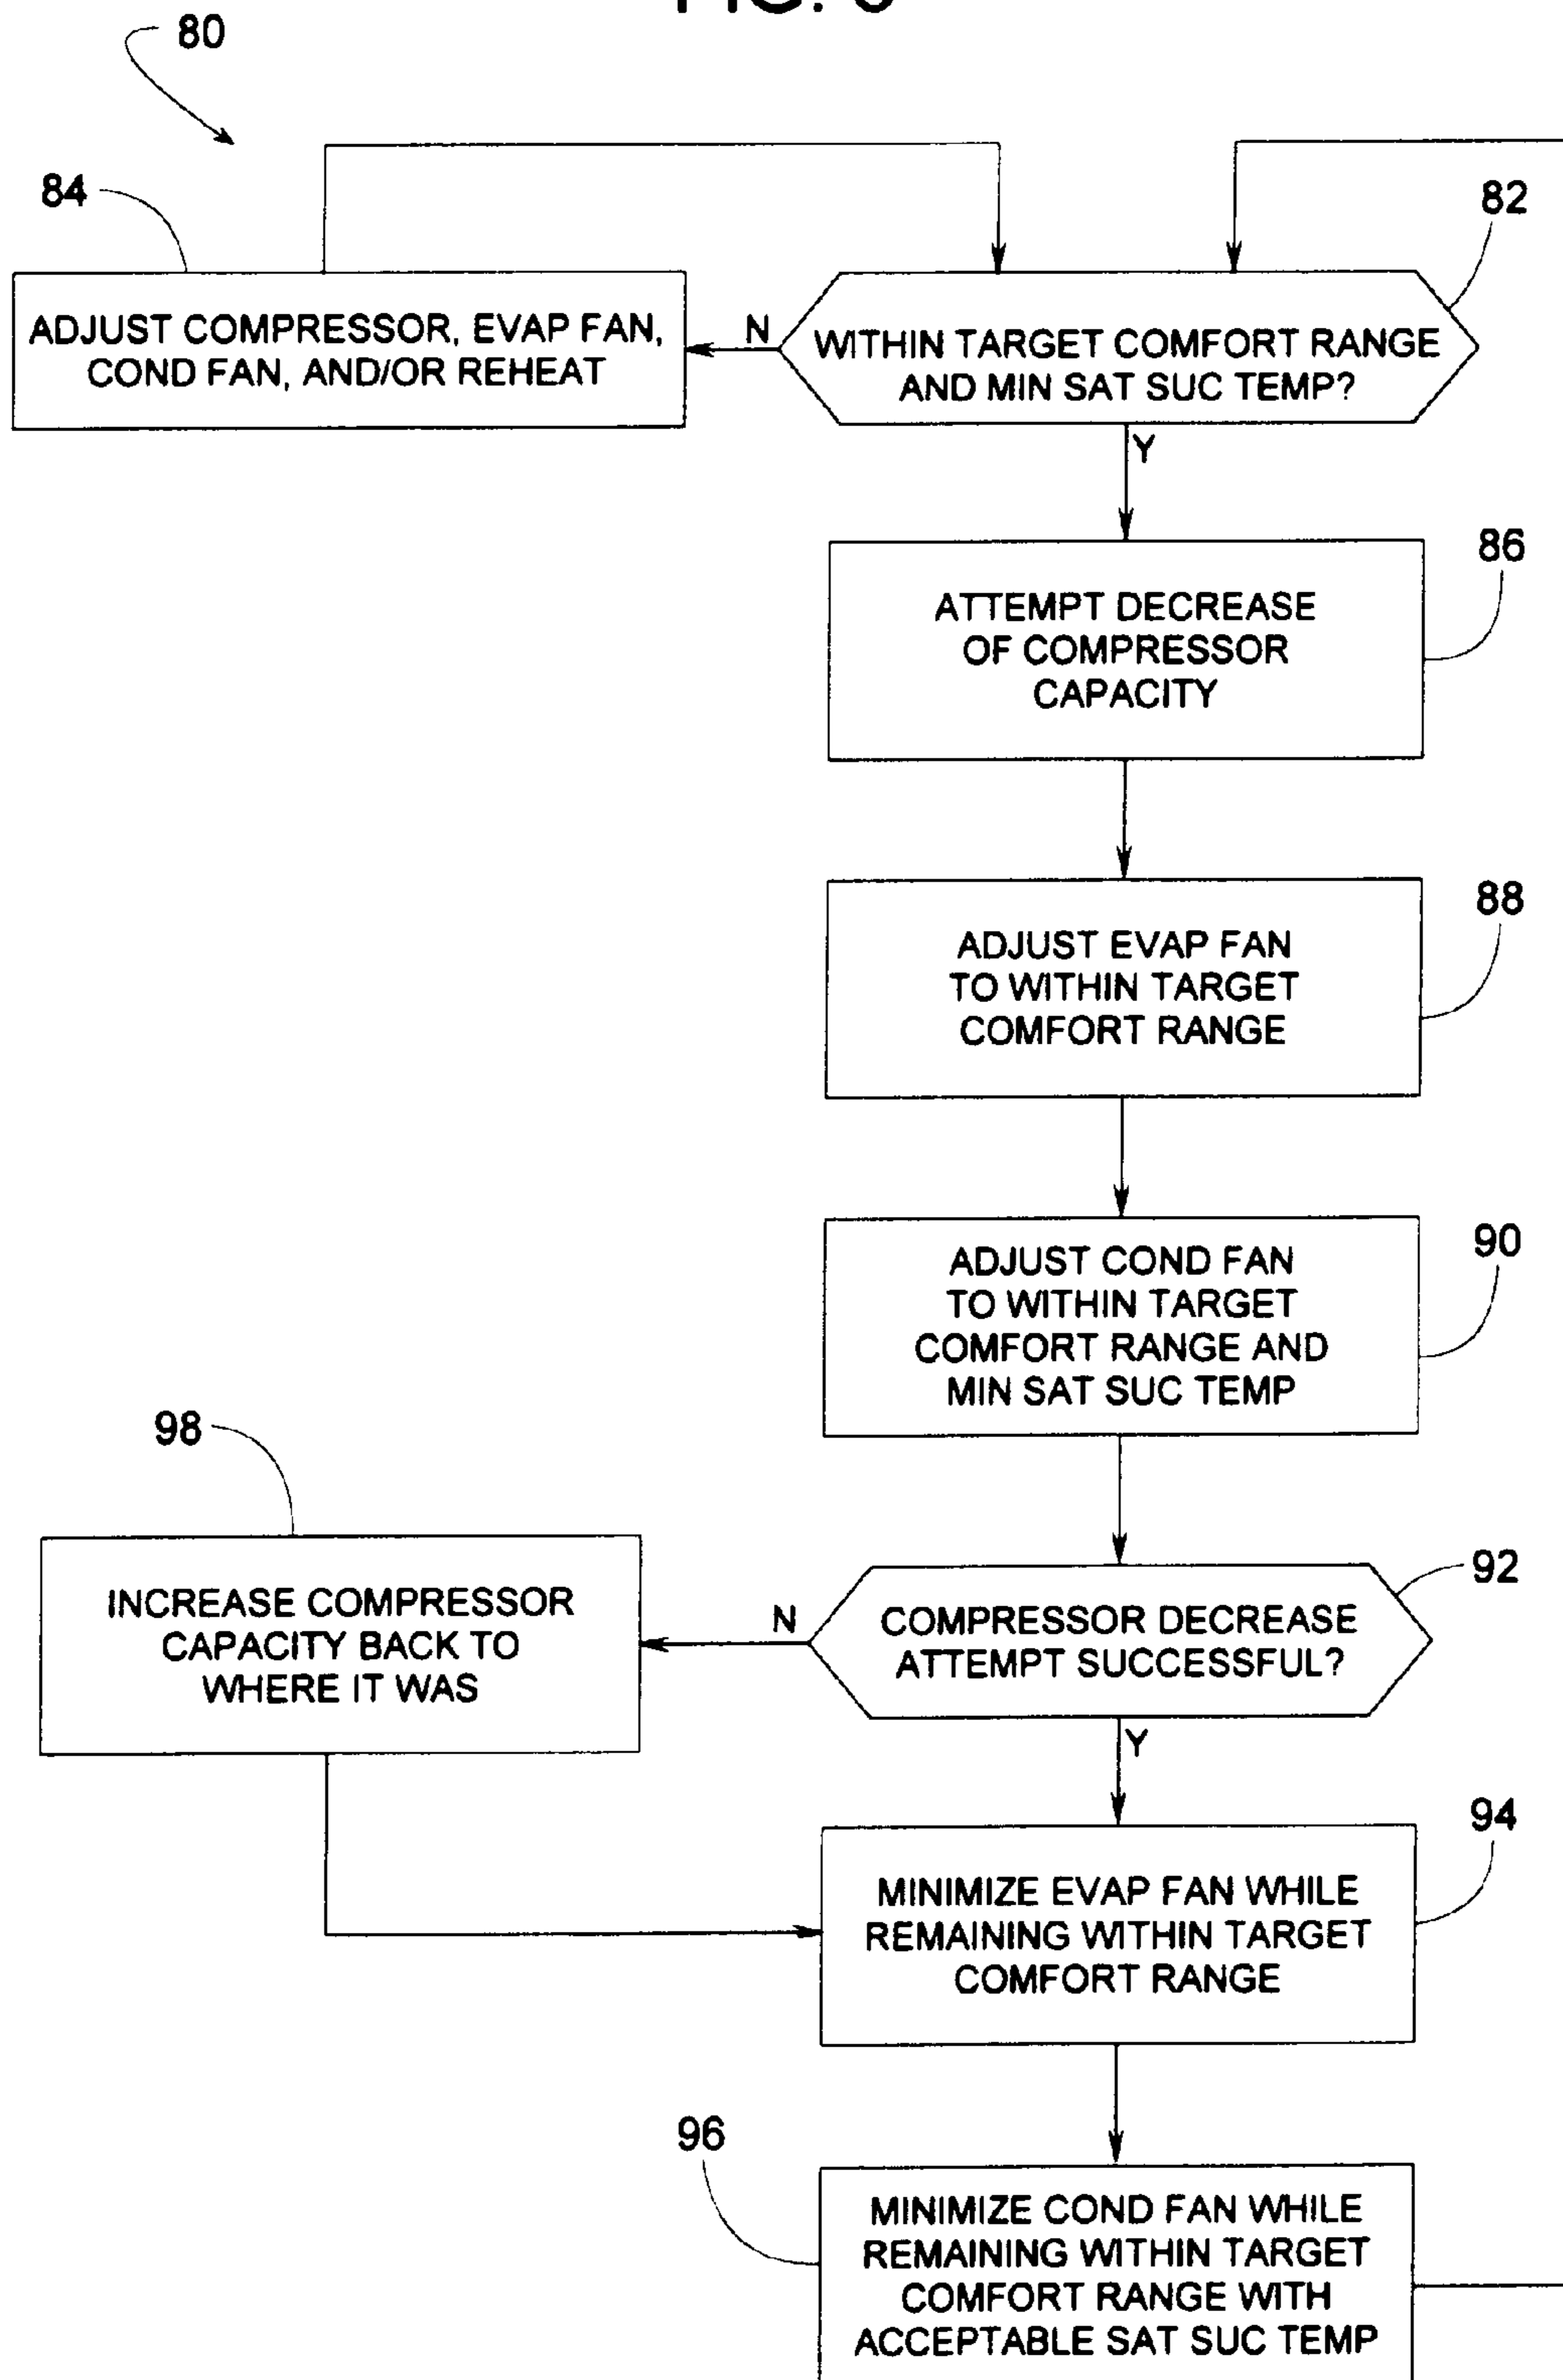 80
84
82
ADJUST COMPRESSOR, EVAP FAN,
COND FAN, AND/OR REHEAT
N
WITHIN TARGET COMFORT RANGE
AND MIN SAT SUC TEMP?
Y
86
ATTEMPT DECREASE
OF COMPRESSOR
CAPACITY
88
ADJUST EVAP FAN
TO WITHIN TARGET
COMFORT RANGE
90
ADJUST COND FAN
TO WITHIN TARGET
COMFORT RANGE AND
MIN SAT SUC TEMP
98
92
INCREASE COMPRESSOR
CAPACITY BACK TO
WHERE IT WAS
N
COMPRESSOR DECREASE
ATTEMPT SUCCESSFUL?
Y
94
MINIMIZE EVAP FAN WHILE
REMAINING WITHIN TARGET
COMFORT RANGE
96
MINIMIZE COND FAN WHILE
REMAINING WITHIN TARGET
COMFORT RANGE WITH
ACCEPTABLE SAT SUC TEMP